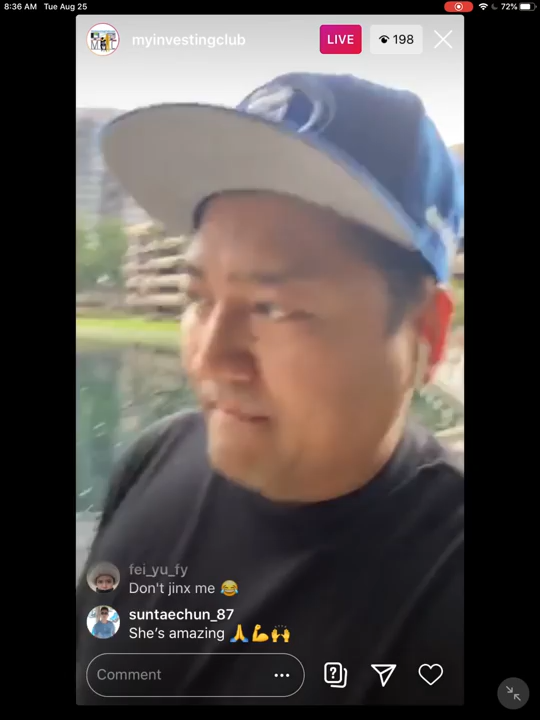 8:36 AM Tue Aug 25
72%
myinvestingclub
LIVE
198
fei_yu_fy
Don't jinx me 😂
suntaechun_87
She's amazing 🙏💪🙌
Comment